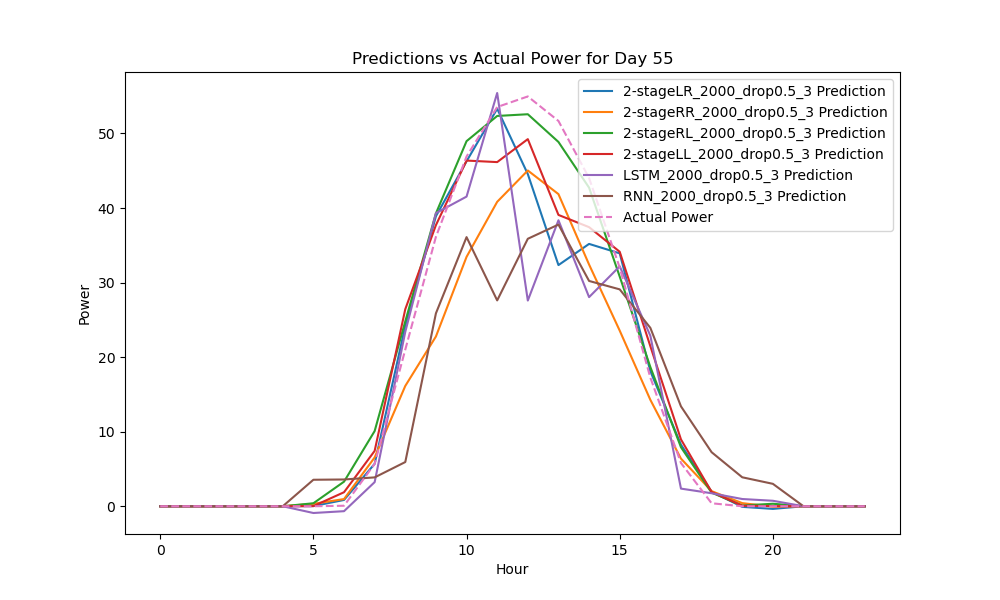 Predictions vs Actual Power for Day 55
2-stageLR_2000_drop0.5_3 Prediction
2-stageRR_2000_drop0.5_3 Prediction
2-stageRL_2000_drop0.5_3 Prediction
2-stageLL_2000_drop0.5_3 Prediction
LSTM_2000_drop0.5_3 Prediction
RNN_2000_drop0.5_3 Prediction
Actual Power
Power
50
40
30
20
10
0
0 5 10 15 20
Hour